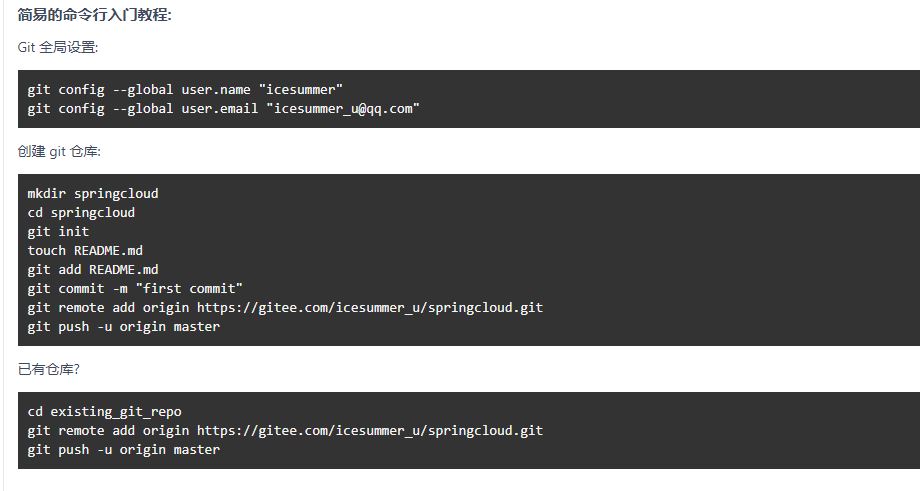 简易的命令行入门教程:
Git 全局设置:
git config --global user.name "icesummer"
git config --global user.email "icesummer_u@qq.com"
创建 git 仓库:
mkdir springcloud
cd springcloud
git init
touch README.md
git add README.md
git commit -m "first commit"
git remote add origin https://gitee.com/icesummer_u/springcloud.git
git push -u origin master
已有仓库?
cd existing_git_repo
git remote add origin https://gitee.com/icesummer_u/springcloud.git
git push -u origin master